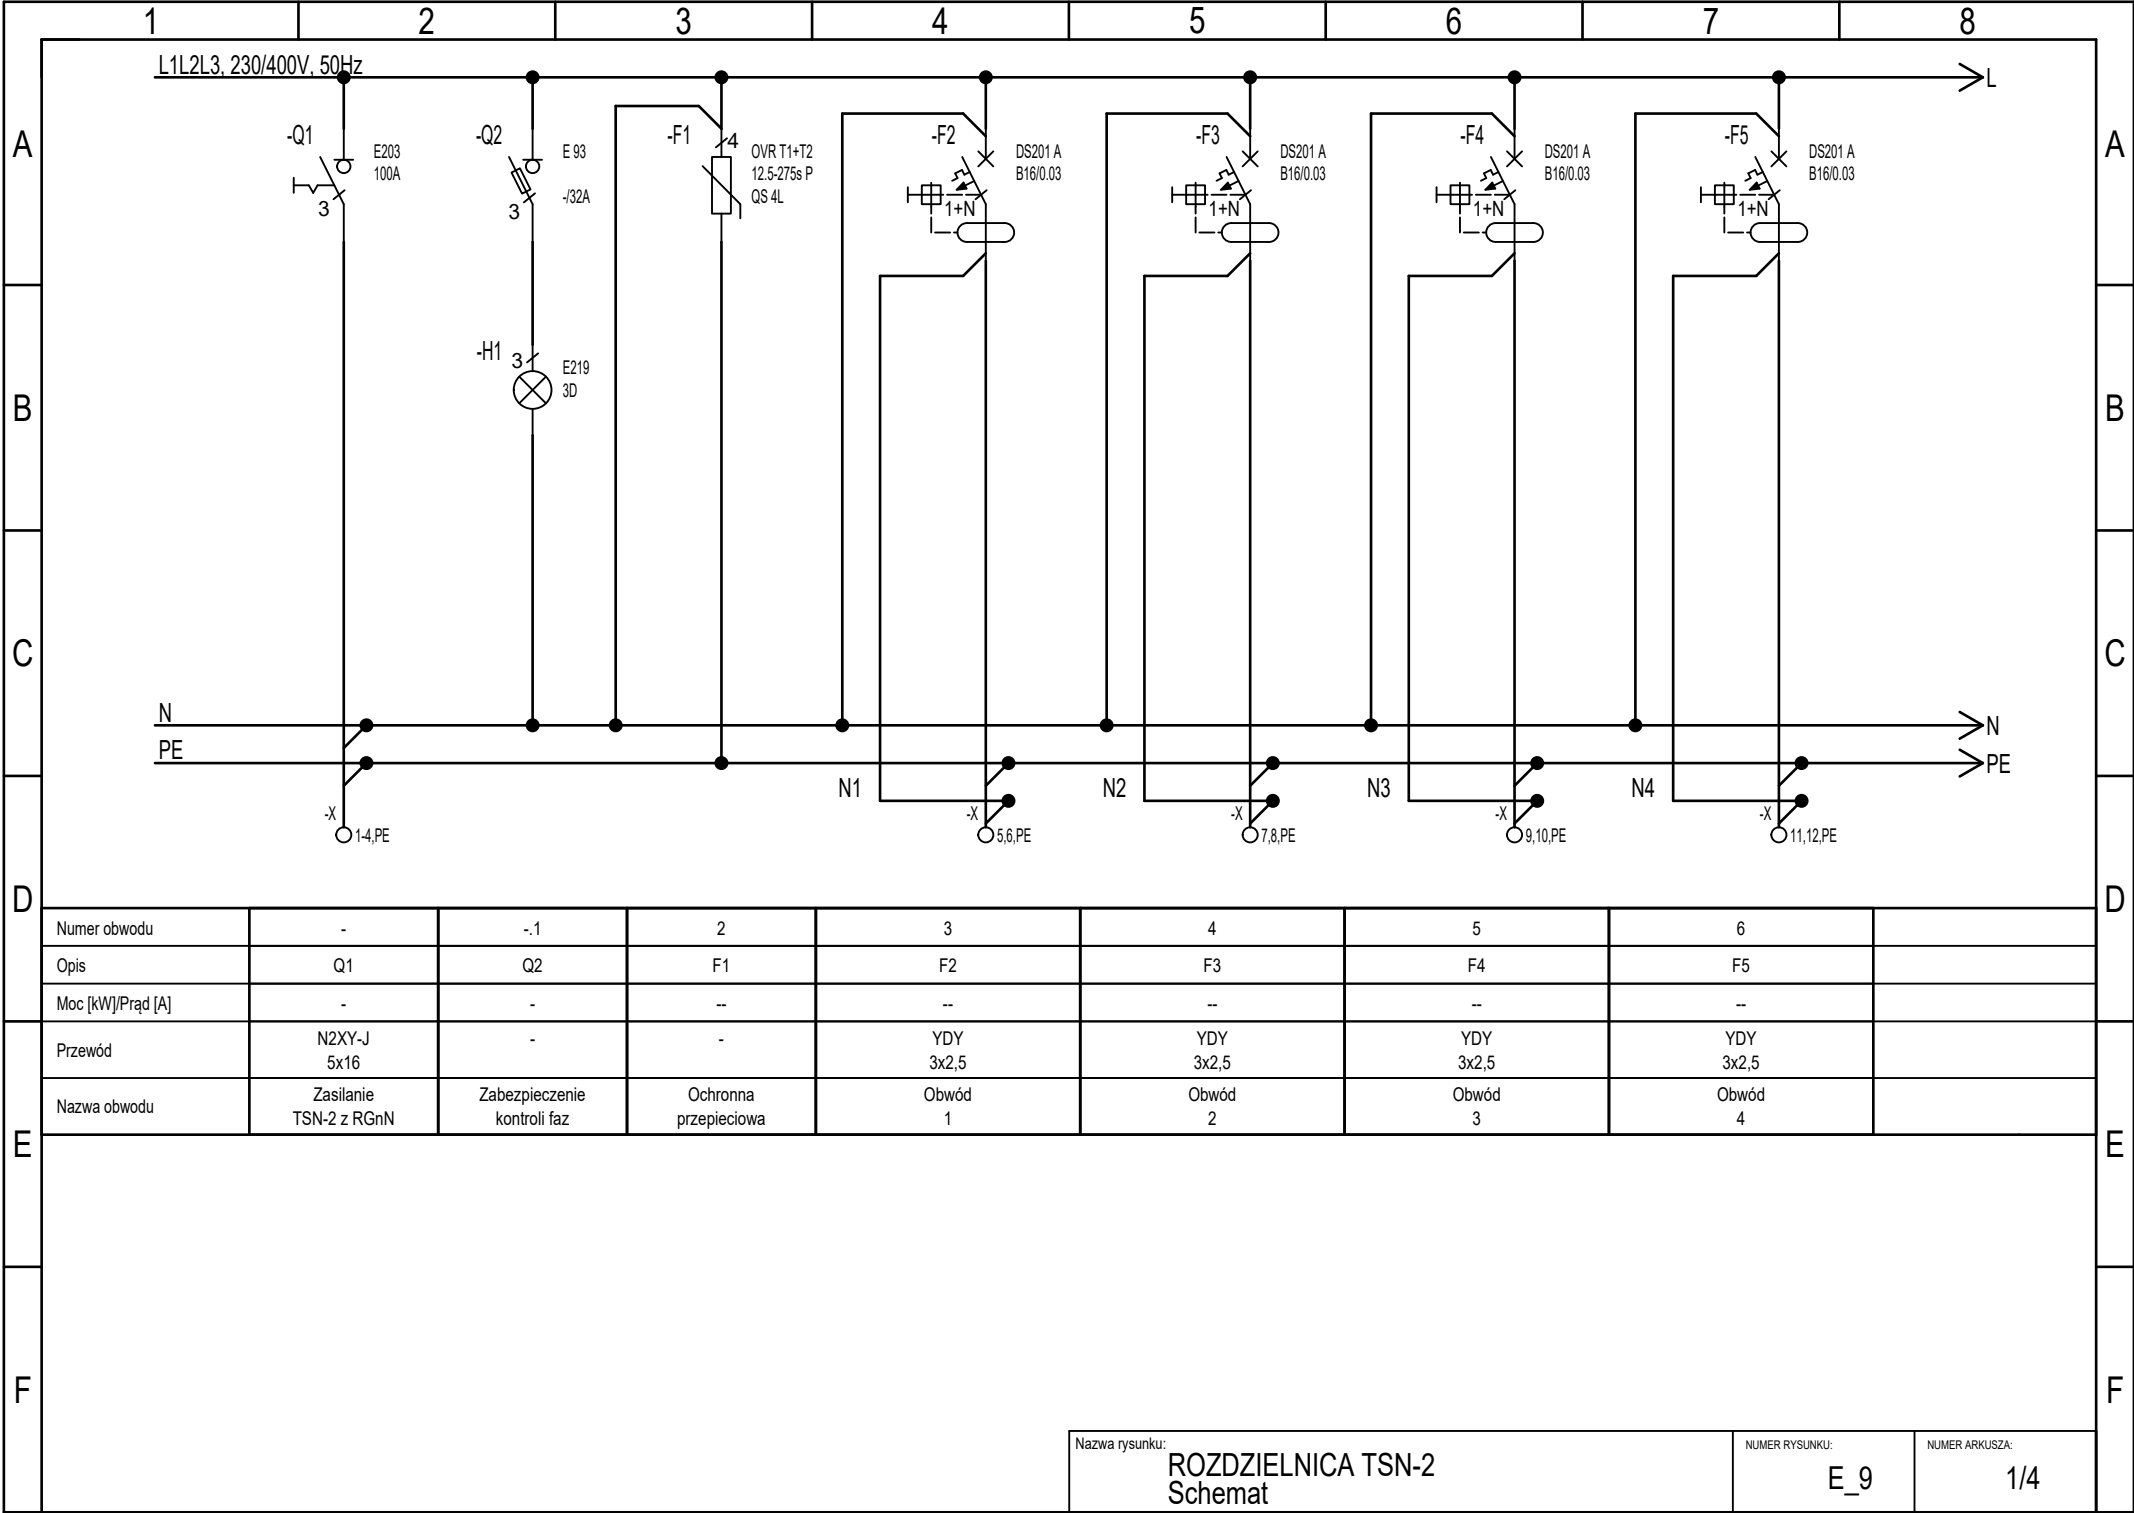 1 2 3 4 5 6 7 8
L1L2L3, 230/400V, 50Hz
L
A A
-Q1
E203
100A
3
-Q2
E 93
-/32A
3
-F1
4
OVR T1+T2
12.5-275s P
QS 4L
-F2
DS201 A
B16/0.03
1+N
-F3
DS201 A
B16/0.03
1+N
-F4
DS201 A
B16/0.03
1+N
-F5
DS201 A
B16/0.03
1+N
-H1
3
E219
3D
B B
C C
N N
PE PE
N1 N2 N3 N4
-X -X -X -X -X
1-4,PE 5,6,PE 7,8,PE 9,10,PE 11,12,PE
D D
Numer obwodu - -.1 2 3 4 5 6
Opis Q1 Q2 F1 F2 F3 F4 F5
Moc [kW]/Prąd [A] - - -- -- -- -- --
Przewód
N2XY-J
5x16
-
-
YDY
3x2,5
YDY
3x2,5
YDY
3x2,5
YDY
3x2,5
Nazwa obwodu
Zasilanie
TSN-2 z RGnN
Zabezpieczenie
kontroli faz
Ochronna
przepieciowa
Obwód
1
Obwód
2
Obwód
3
Obwód
4
E E
F F
Nazwa rysunku:
ROZDZIELNICA TSN-2
Schemat
NUMER RYSUNKU:
E_9
NUMER ARKUSZA:
1/4